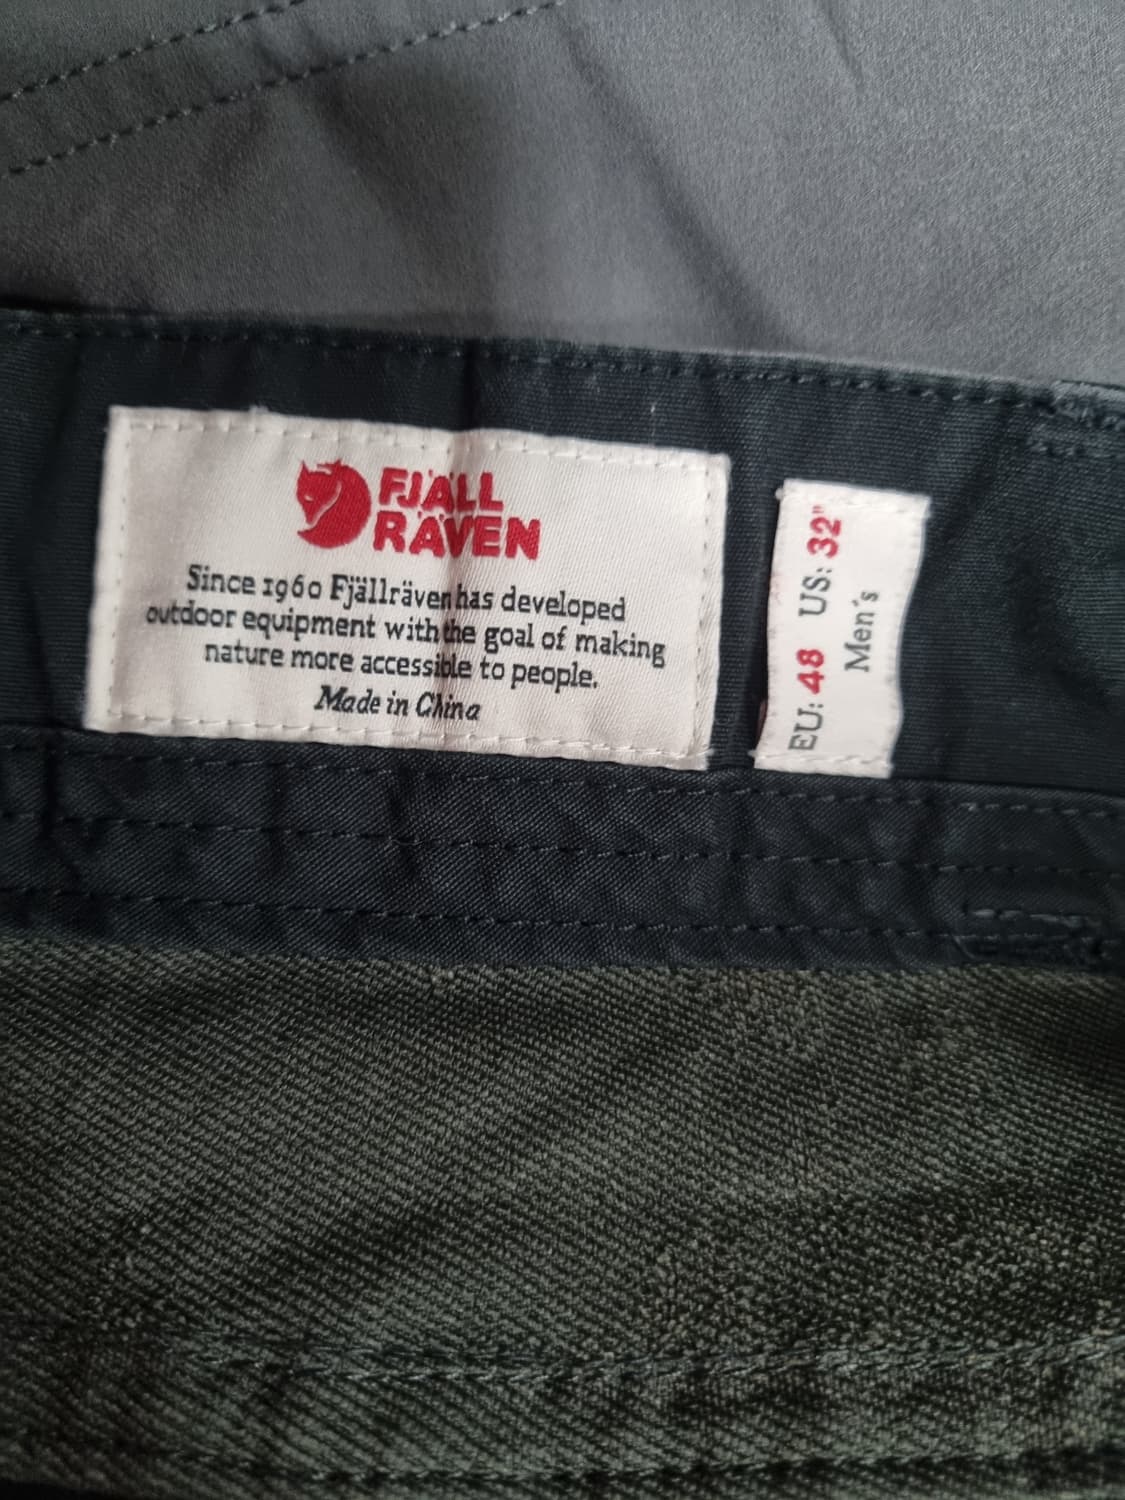 FJÄLL
RÄVEN
Since 1960 Fjällräven has developed
outdoor equipment with the goal of making
nature more accessible to people.
Made in China
EU: 48 US: 32"
Men´s